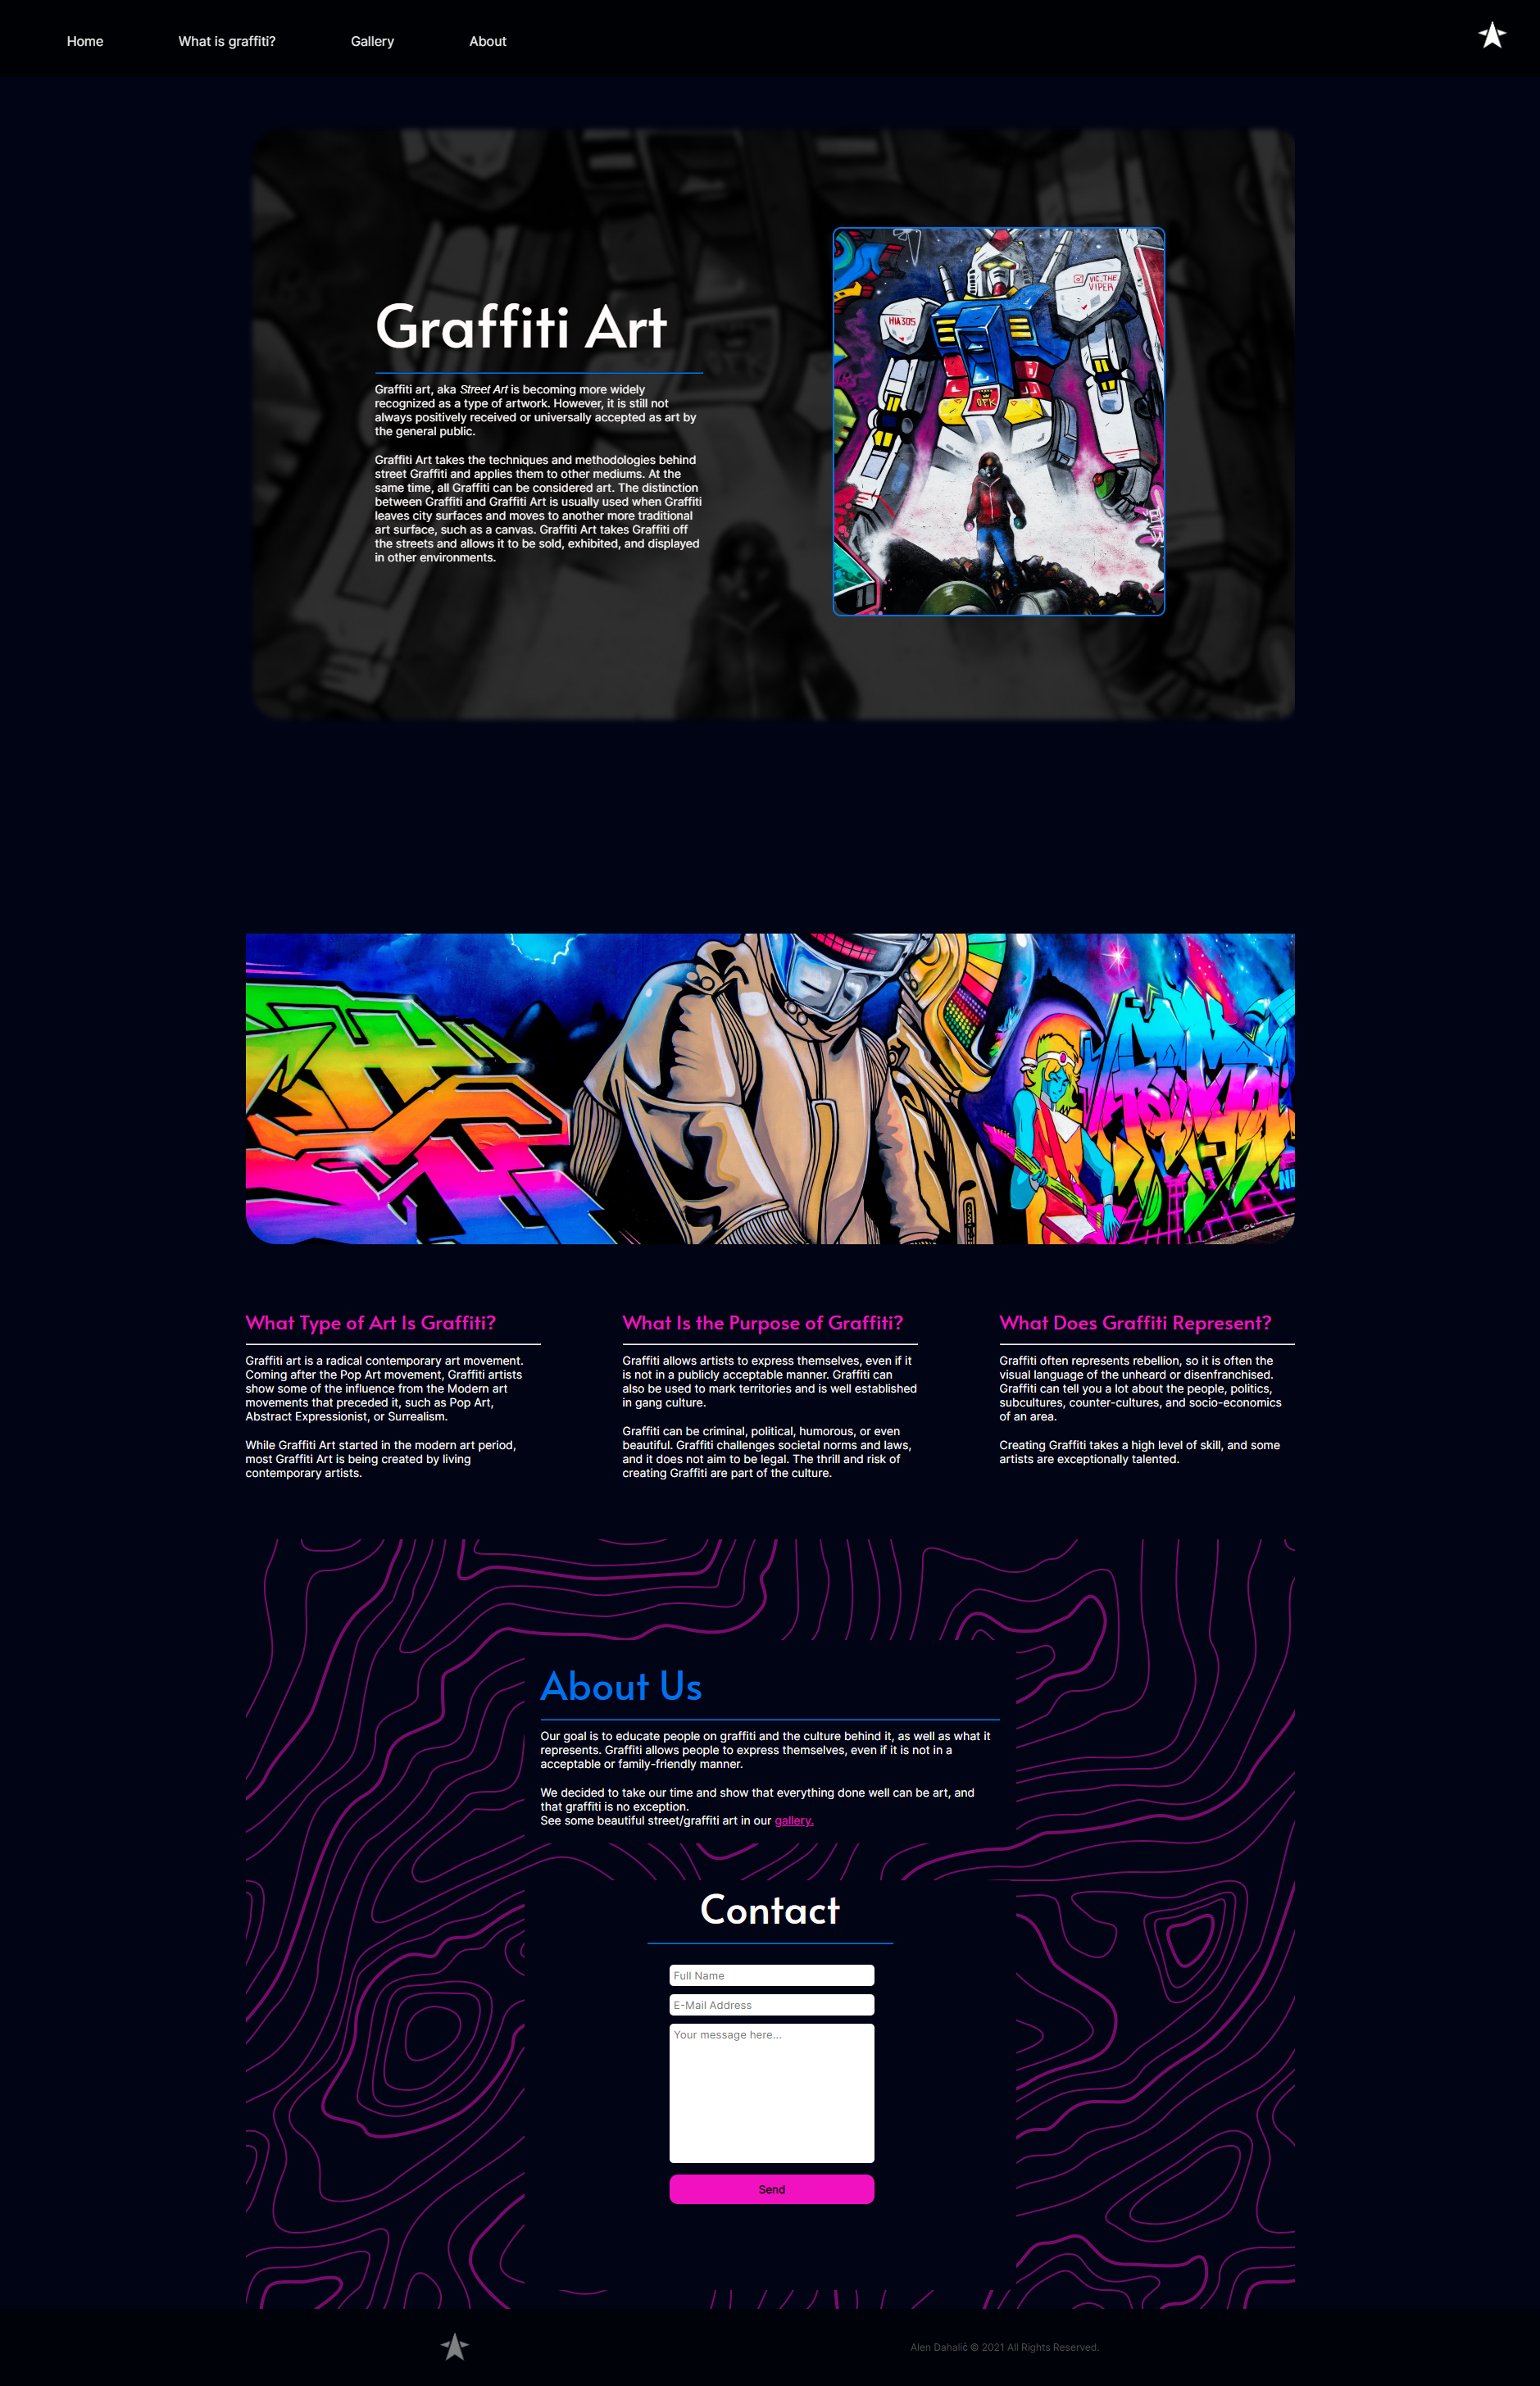 Home What is graffiti? Gallery About
Graffiti Art
Graffiti art, aka Street Art is becoming more widely
recognized as a type of artwork. However, it is still not
always positively received or universally accepted as art by
the general public.
Graffiti Art takes the techniques and methodologies behind
street Graffiti and applies them to other mediums. At the
same time, all Graffiti can be considered art. The distinction
between Graffiti and Graffiti Art is usually used when Graffiti
leaves city surfaces and moves to another more traditional
art surface, such as a canvas. Graffiti Art takes Graffiti off
the streets and allows it to be sold, exhibited, and displayed
in other environments.
VIC.THE
VIPER
HIA305
OFK
What Type of Art Is Graffiti?
Graffiti art is a radical contemporary art movement.
Coming after the Pop Art movement, Graffiti artists
show some of the influence from the Modern art
movements that preceded it, such as Pop Art,
Abstract Expressionist, or Surrealism.
While Graffiti Art started in the modern art period,
most Graffiti Art is being created by living
contemporary artists.
What Is the Purpose of Graffiti?
Graffiti allows artists to express themselves, even if it
is not in a publicly acceptable manner. Graffiti can
also be used to mark territories and is well established
in gang culture.
Graffiti can be criminal, political, humorous, or even
beautiful. Graffiti challenges societal norms and laws,
and it does not aim to be legal. The thrill and risk of
creating Graffiti are part of the culture.
What Does Graffiti Represent?
Graffiti often represents rebellion, so it is often the
visual language of the unheard or disenfranchised.
Graffiti can tell you a lot about the people, politics,
subcultures, counter-cultures, and socio-economics
of an area.
Creating Graffiti takes a high level of skill, and some
artists are exceptionally talented.
About Us
Our goal is to educate people on graffiti and the culture behind it, as well as what it
represents. Graffiti allows people to express themselves, even if it is not in a
acceptable or family-friendly manner.
We decided to take our time and show that everything done well can be art, and
that graffiti is no exception.
See some beautiful street/graffiti art in our gallery.
Contact
Full Name
E-Mail Address
Your message here...
Send
Alen Dahalič © 2021 All Rights Reserved.